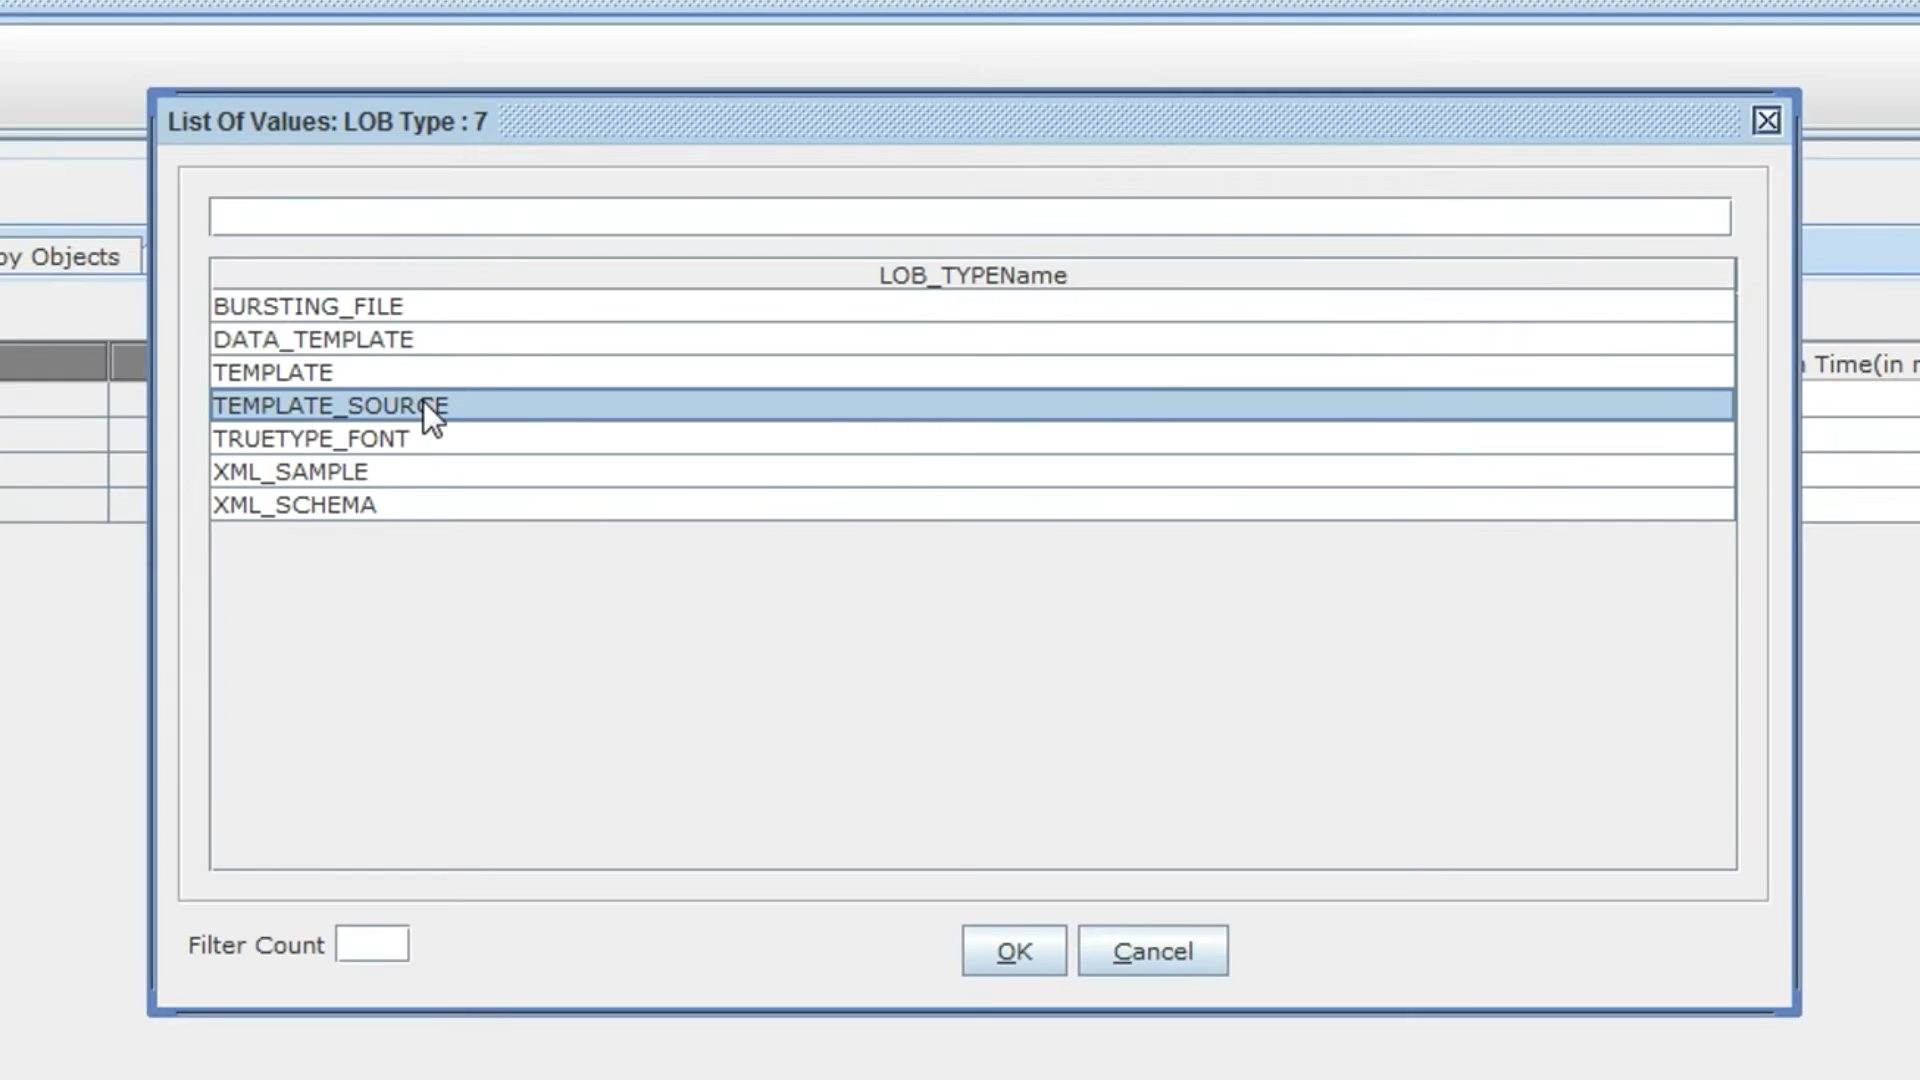 List Of Values: LOB Type : 7
by Objects
LOB_TYPEName
BURSTING_FILE
DATA_TEMPLATE
TEMPLATE
Time(in
TEMPLATE_SOURCE
TRUETYPE_FONT
XML_SAMPLE
XML_SCHEMA
Filter Count
OK
Cancel